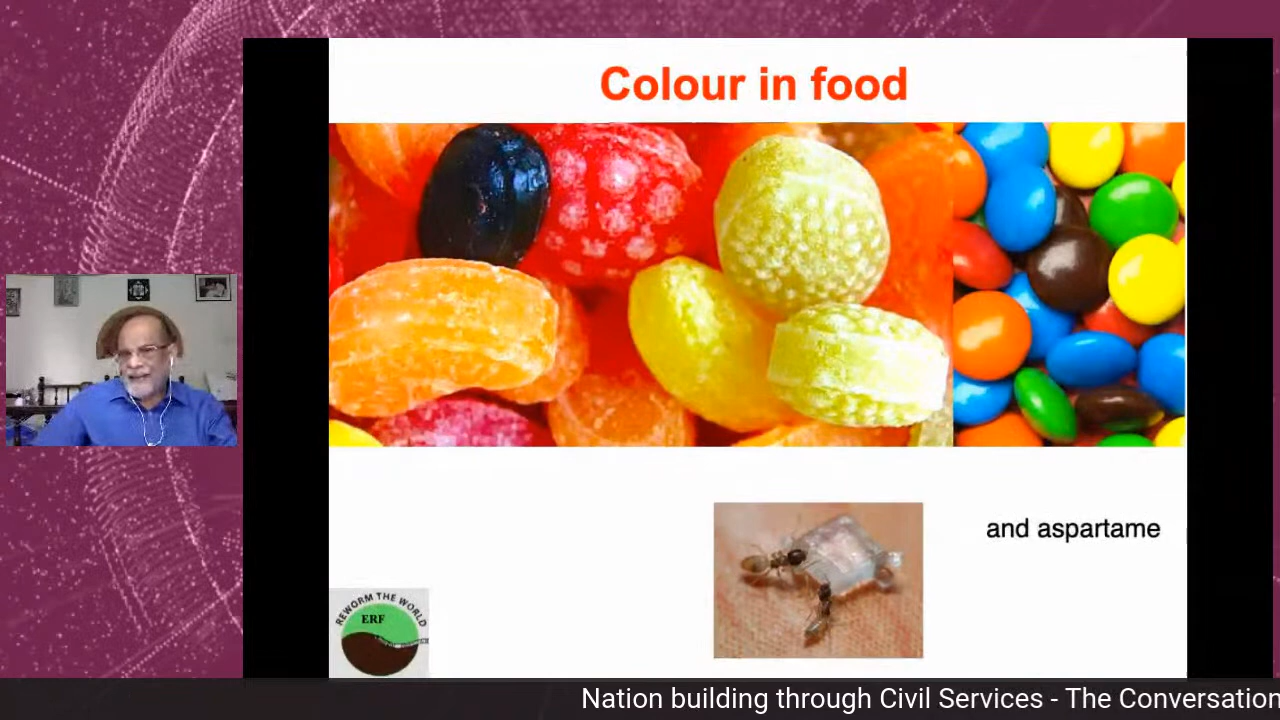 Colour in food
and aspartame
REWORM THE WORLD
ERF
Nation building through Civil Services - The Conversation